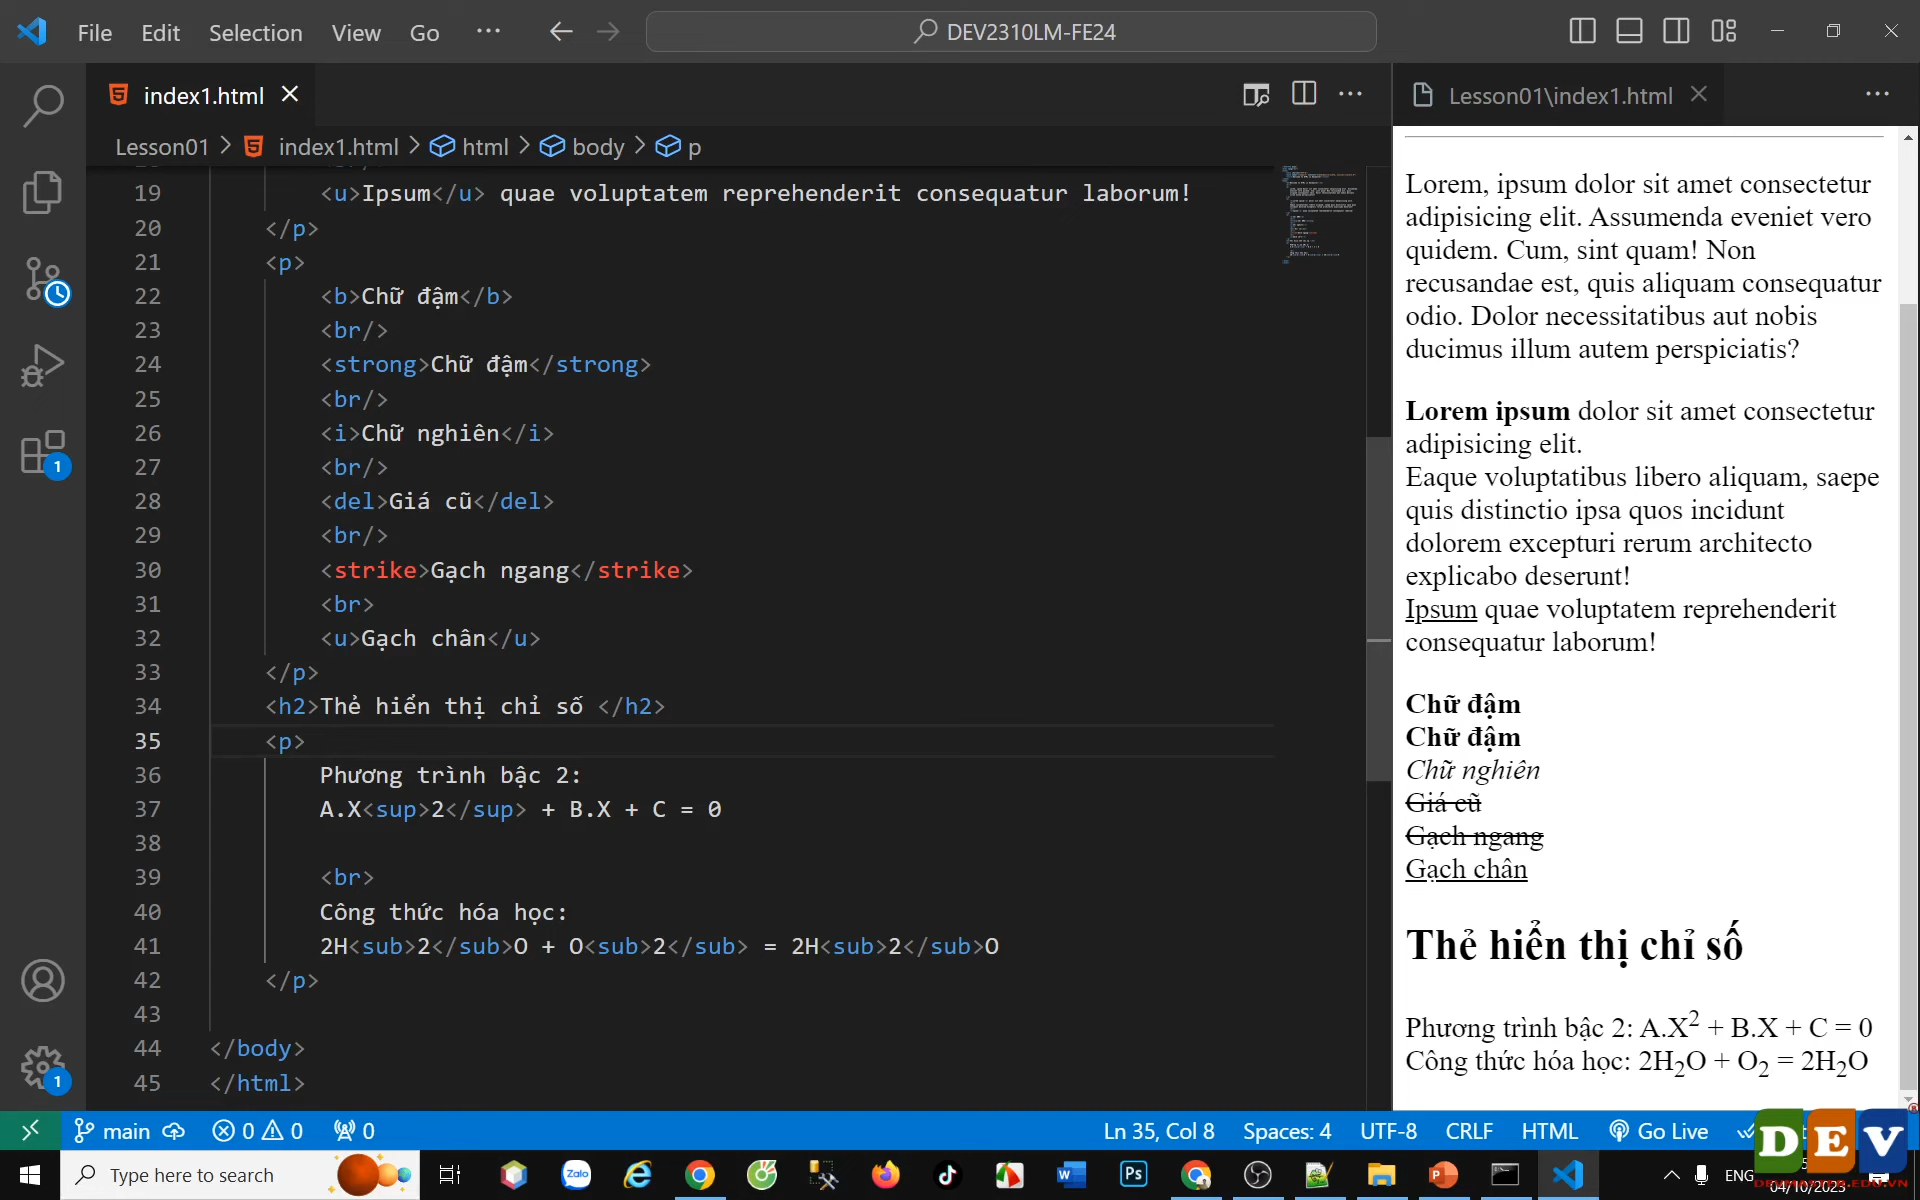 File Edit Selection View Go ··· DEV2310LM-FE24
index1.html
Lesson01 > index1.html > html > body > p
19 <u>Ipsum</u> quae voluptatem reprehenderit consequatur laborum!
20 </p>
21 <p>
22 <b>Chữ đậm</b>
23 <br/>
24 <strong>Chữ đậm</strong>
25 <br/>
26 <i>Chữ nghiên</i>
27 <br/>
28 <del>Giá cũ</del>
29 <br/>
30 <strike>Gạch ngang</strike>
31 <br>
32 <u>Gạch chân</u>
33 </p>
34 <h2>Thẻ hiển thị chỉ số </h2>
35 <p>
36 Phương trình bậc 2:
37 A.X<sup>2</sup> + B.X + C = 0
38
39 <br>
40 Công thức hóa học:
41 2H<sub>2</sub>O + O<sub>2</sub> = 2H<sub>2</sub>O
42 </p>
43
44 </body>
45 </html>
Lesson01\index1.html
Lorem, ipsum dolor sit amet consectetur
adipisicing elit. Assumenda eveniet vero
quidem. Cum, sint quam! Non
recusandae est, quis aliquam consequatur
odio. Dolor necessitatibus aut nobis
ducimus illum autem perspiciatis?
Lorem ipsum dolor sit amet consectetur
adipisicing elit.
Eaque voluptatibus libero aliquam, saepe
quis distinctio ipsa quos incidunt
dolorem excepturi rerum architecto
explicabo deserunt!
Ipsum quae voluptatem reprehenderit
consequatur laborum!
Chữ đậm
Chữ đậm
Chữ nghiên
Giá cũ
Gạch ngang
Gạch chân
Thẻ hiển thị chỉ số
Phương trình bậc 2: A.X² + B.X + C = 0
Công thức hóa học: 2H₂O + O₂ = 2H₂O
1
1
main 0 0 0 Ln 35, Col 8 Spaces: 4 UTF-8 CRLF HTML Go Live
Type here to search
Zalo
Ps
ENG
04/10/2023
DEV
DEVMASTER.EDU.VN